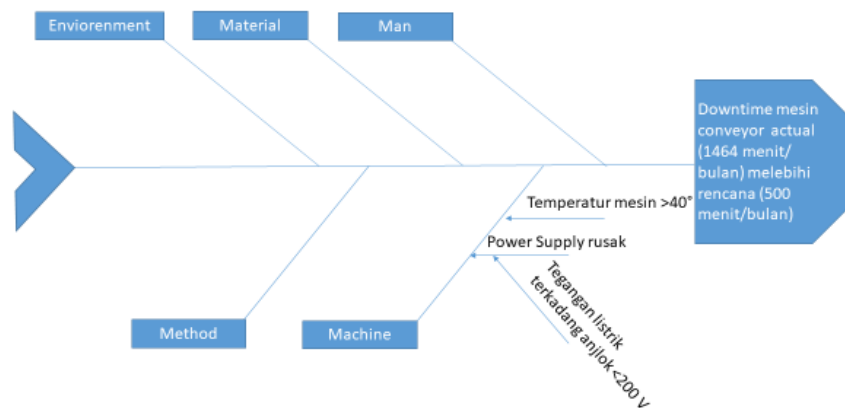 Enviorenment
Material
Man
Downtime mesin
conveyor actual
(1464 menit/
bulan) melebihi
rencana (500
menit/bulan)
Temperatur mesin >40°
Power Supply rusak
Tegangan listrik
terkadang anjlok <200 V
Method
Machine